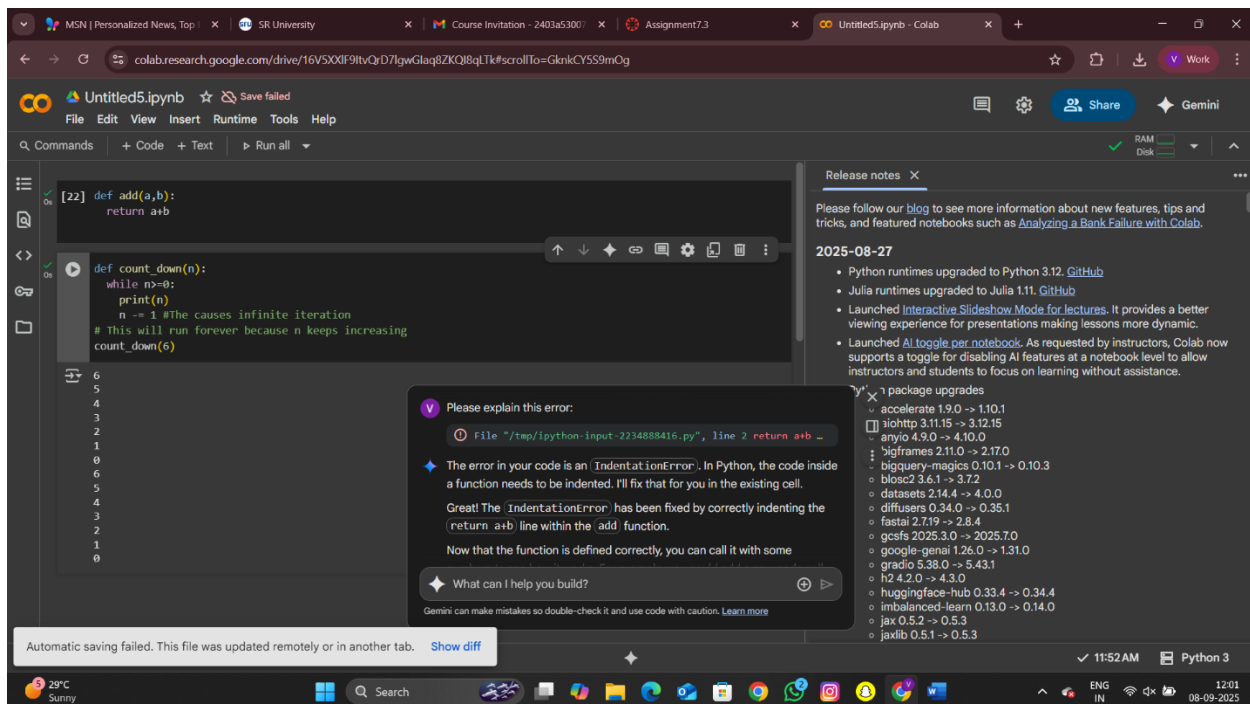 MSN | Personalized News, Top
SR University
Course Invitation - 2403a53007
Assignment7.3
Untitled5.ipynb - Colab
colab.research.google.com/drive/16V5XXlF9ItvQrD7lgwGIaq8ZKQl8qLTk#scrollTo=GknkCY5S9mOg
V Work
CO Untitled5.ipynb Save failed
File Edit View Insert Runtime Tools Help
Share
Gemini
Commands + Code + Text Run all
RAM
Disk
0s
[22] def add(a,b):
return a+b
0s
def count_down(n):
while n>=0:
print(n)
n -= 1 #The causes infinite iteration
# This will run forever because n keeps increasing
count_down(6)
6
5
4
3
2
1
0
6
5
4
3
2
1
0
V Please explain this error:
File "/tmp/ipython-input-2234888416.py", line 2 return a+b …
The error in your code is an IndentationError. In Python, the code inside
a function needs to be indented. I'll fix that for you in the existing cell.
Great! The IndentationError has been fixed by correctly indenting the
return a+b line within the add function.
Now that the function is defined correctly, you can call it with some
What can I help you build?
Gemini can make mistakes so double-check it and use code with caution. Learn more
Release notes
Please follow our blog to see more information about new features, tips and
tricks, and featured notebooks such as Analyzing a Bank Failure with Colab.
2025-08-27
Python runtimes upgraded to Python 3.12. GitHub
Julia runtimes upgraded to Julia 1.11. GitHub
Launched Interactive Slideshow Mode for lectures. It provides a better
viewing experience for presentations making lessons more dynamic.
Launched AI toggle per notebook. As requested by instructors, Colab now
supports a toggle for disabling AI features at a notebook level to allow
instructors and students to focus on learning without assistance.
package upgrades
accelerate 1.9.0 -> 1.10.1
aiohttp 3.11.15 -> 3.12.15
anyio 4.9.0 -> 4.10.0
bigframes 2.11.0 -> 2.17.0
bigquery-magics 0.10.1 -> 0.10.3
blosc2 3.6.1 -> 3.7.2
datasets 2.14.4 -> 4.0.0
diffusers 0.34.0 -> 0.35.1
fastai 2.7.19 -> 2.8.4
gcsfs 2025.3.0 -> 2025.7.0
google-genai 1.26.0 -> 1.31.0
gradio 5.38.0 -> 5.43.1
h2 4.2.0 -> 4.3.0
huggingface-hub 0.33.4 -> 0.34.4
imbalanced-learn 0.13.0 -> 0.14.0
jax 0.5.2 -> 0.5.3
jaxlib 0.5.1 -> 0.5.3
Automatic saving failed. This file was updated remotely or in another tab. Show diff
11:52 AM
Python 3
5
29°C
Sunny
Search
2
ENG
IN
12:01
08-09-2025